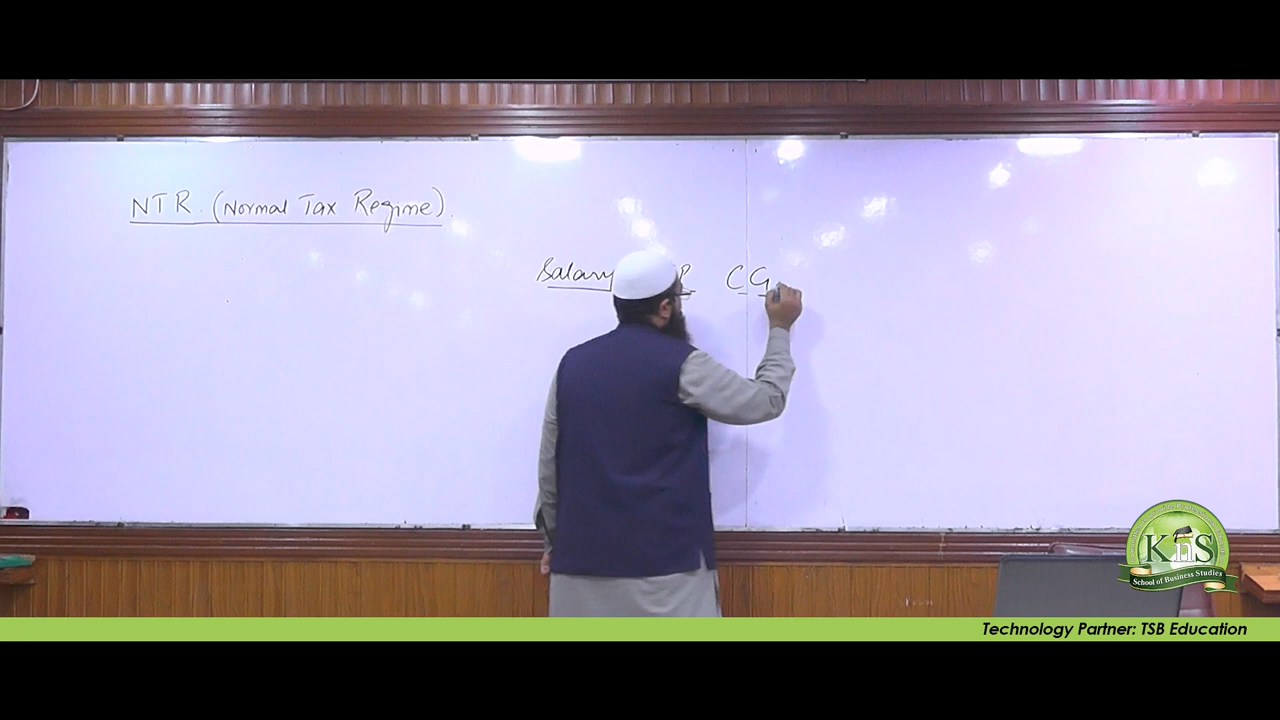 NTR. (Normal Tax Regime).
Salary CG
KnS
School of Business Studies
Technology Partner: TSB Education